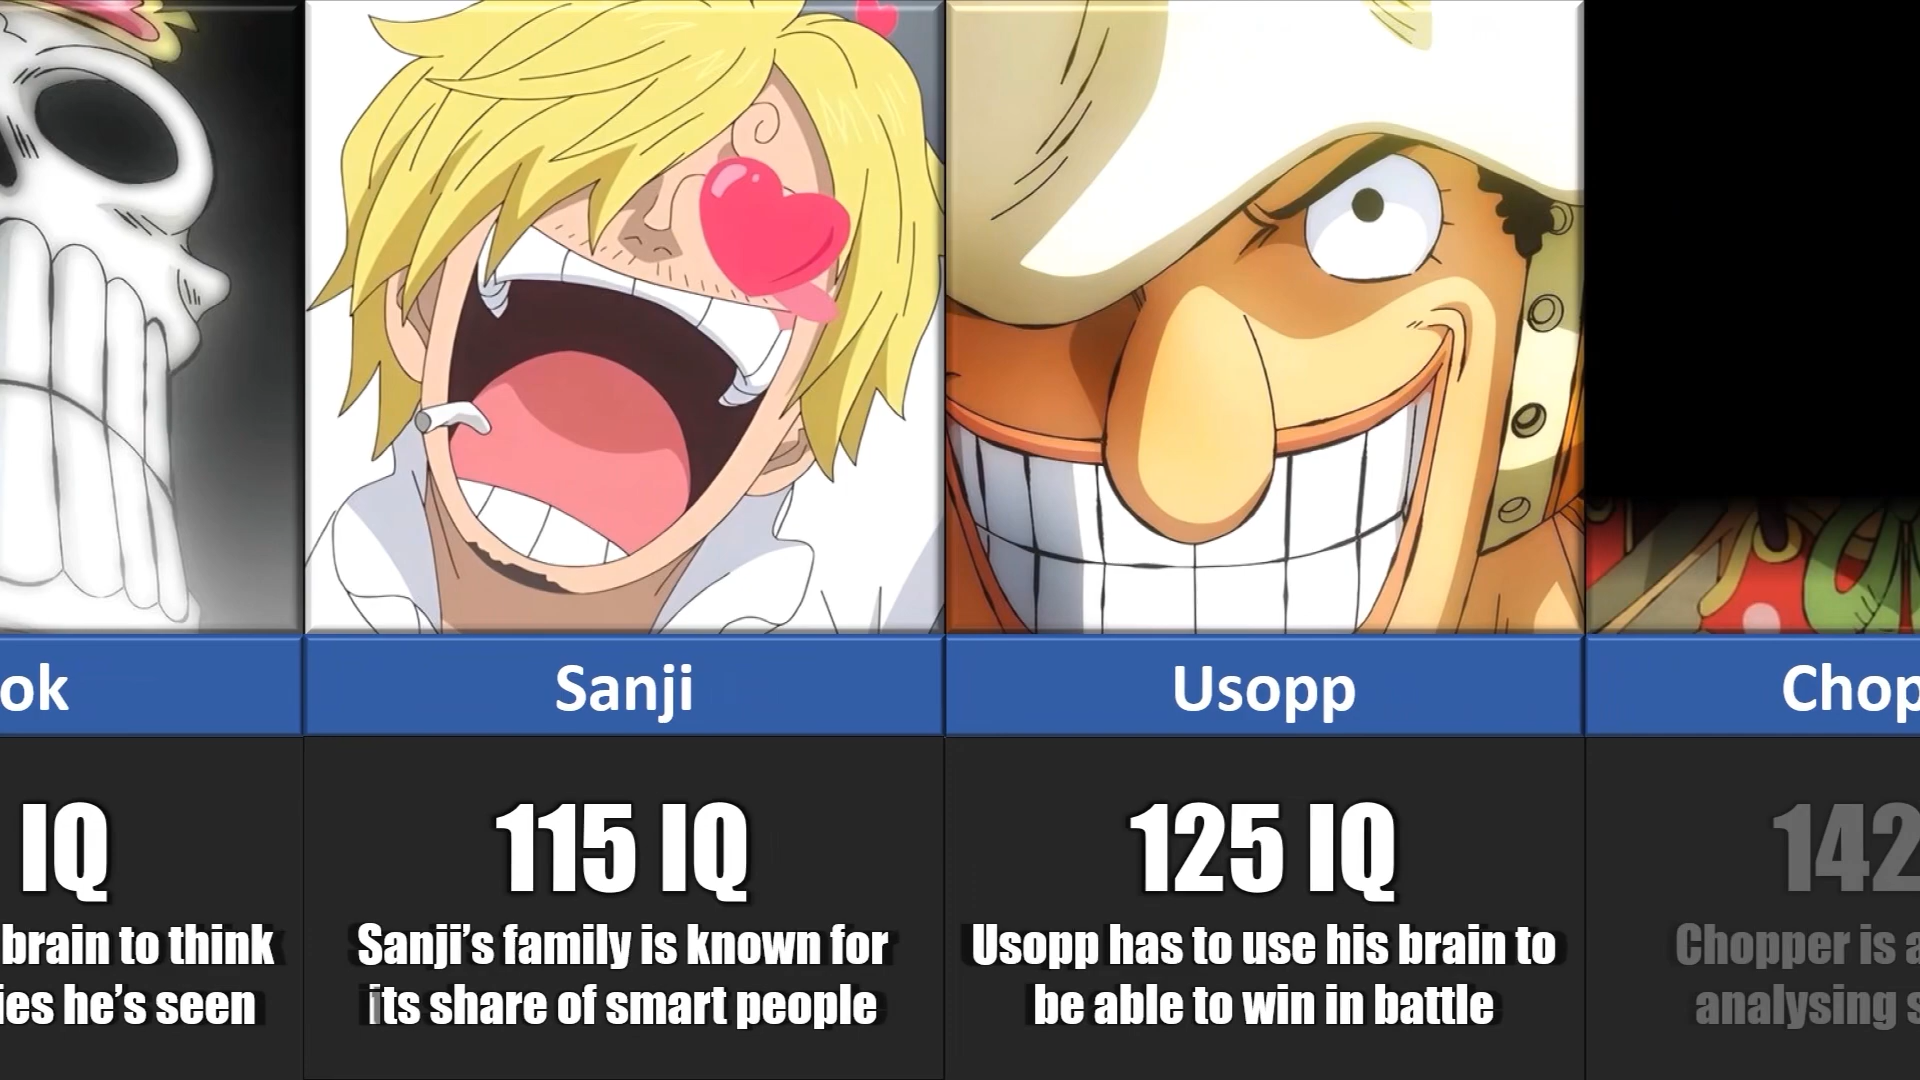 ok
IQ
brain to think
ies he's seen
Sanji
115 IQ
Sanji's family is known for
its share of smart people
Usopp
125 IQ
Usopp has to use his brain to
be able to win in battle
Chop
142
Chopper is a
analysing s